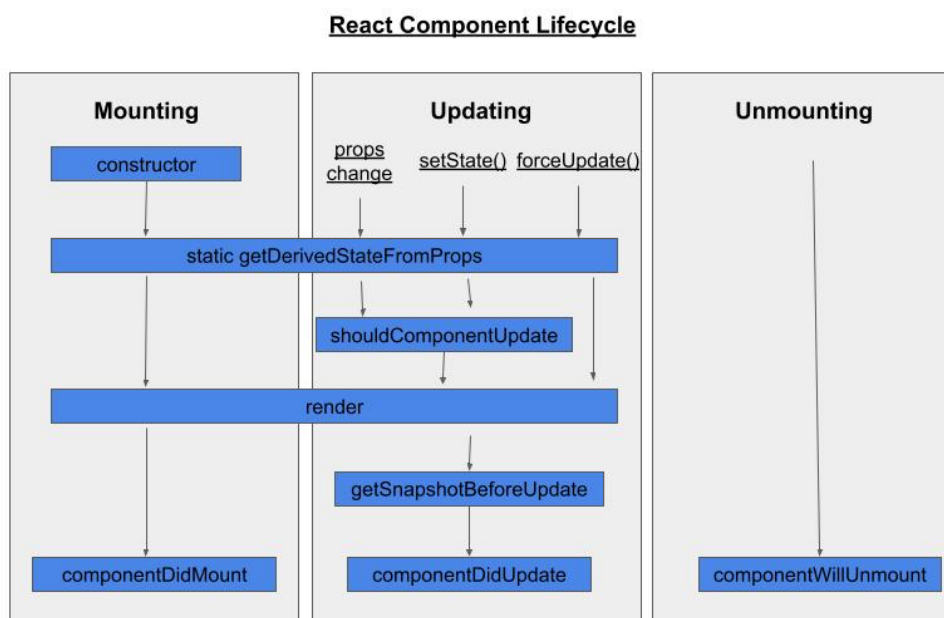 React Component Lifecycle
Mounting
Updating
Unmounting
constructor
props
change
setState()
forceUpdate()
static getDerivedStateFromProps
shouldComponentUpdate
render
getSnapshotBeforeUpdate
componentDidMount
componentDidUpdate
componentWillUnmount